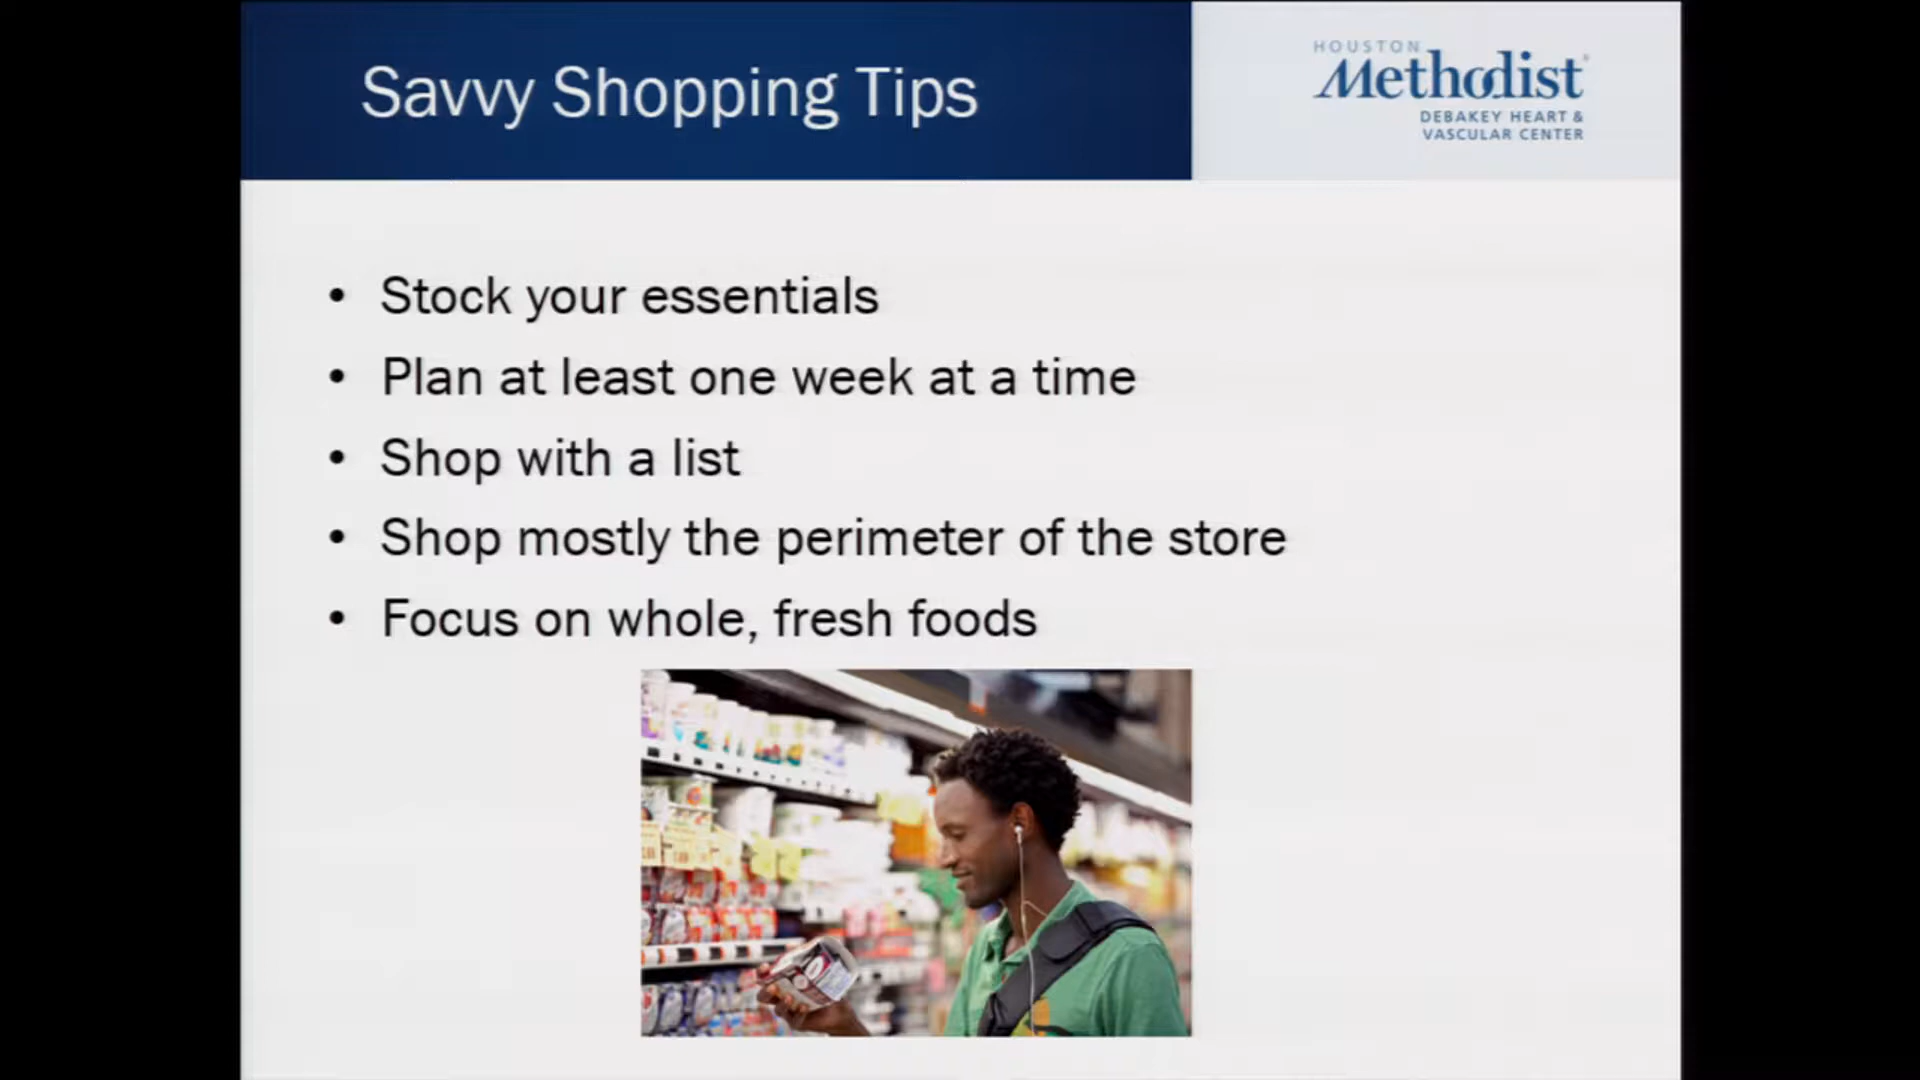 Savvy Shopping Tips
HOUSTON
Methodist
DEBAKEY HEART &
VASCULAR CENTER
• Stock your essentials
• Plan at least one week at a time
• Shop with a list
• Shop mostly the perimeter of the store
• Focus on whole, fresh foods